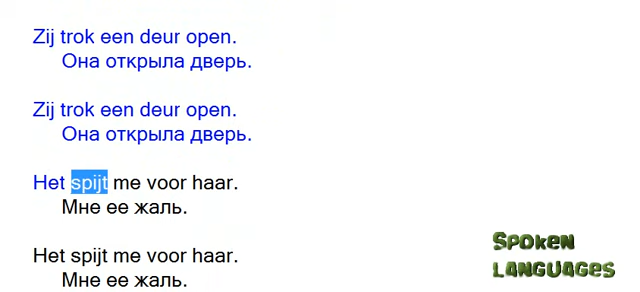 Zij trok een deur open.
Она открыла дверь.
Zij trok een deur open.
Она открыла дверь.
Het spijt me voor haar.
Мне ее жаль.
Het spijt me voor haar.
Мне ее жаль.
Spoken
Languages